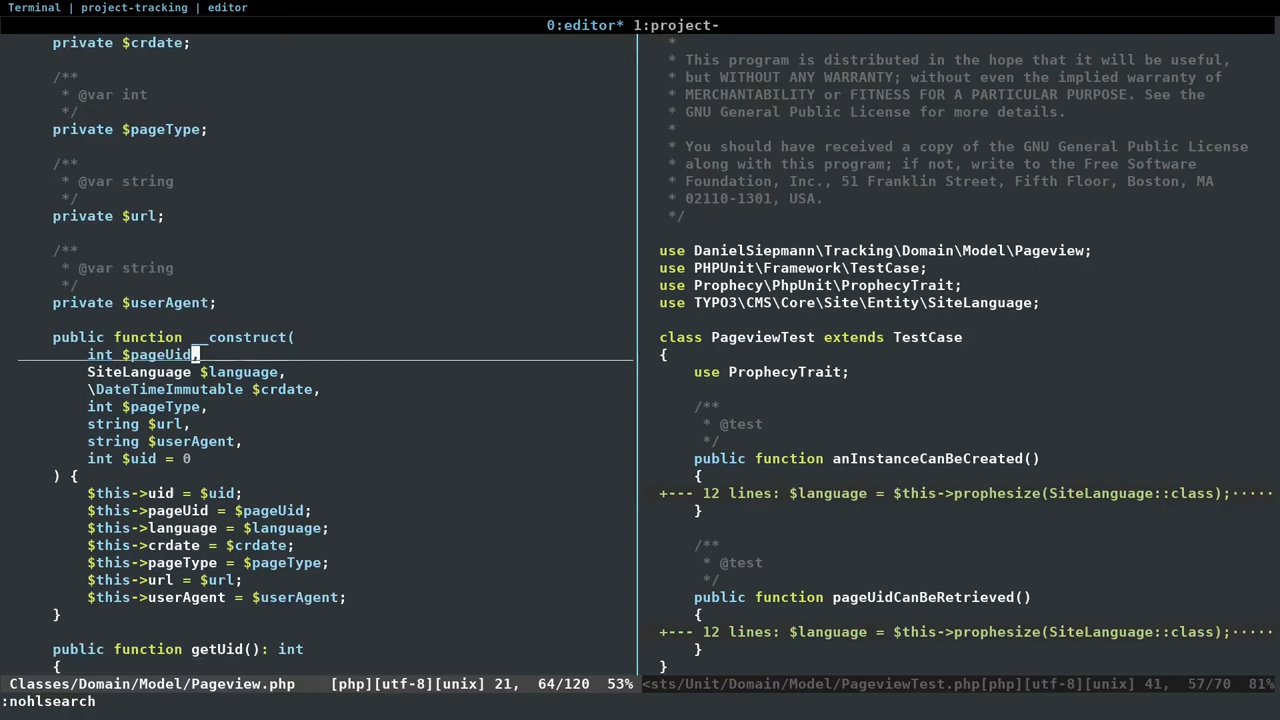 Terminal | project-tracking | editor
0:editor* 1:project-
private $crdate;
/**
* @var int
*/
private $pageType;
/**
* @var string
*/
private $url;
/**
* @var string
*/
private $userAgent;
public function __construct(
int $pageUid,
SiteLanguage $language,
\DateTimeImmutable $crdate,
int $pageType,
string $url,
string $userAgent,
int $uid = 0
) {
$this->uid = $uid;
$this->pageUid = $pageUid;
$this->language = $language;
$this->crdate = $crdate;
$this->pageType = $pageType;
$this->url = $url;
$this->userAgent = $userAgent;
}
public function getUid(): int
{
Classes/Domain/Model/Pageview.php [php][utf-8][unix] 21, 64/120 53%
*
* This program is distributed in the hope that it will be useful,
* but WITHOUT ANY WARRANTY; without even the implied warranty of
* MERCHANTABILITY or FITNESS FOR A PARTICULAR PURPOSE. See the
* GNU General Public License for more details.
*
* You should have received a copy of the GNU General Public License
* along with this program; if not, write to the Free Software
* Foundation, Inc., 51 Franklin Street, Fifth Floor, Boston, MA
* 02110-1301, USA.
*/
use DanielSiepmann\Tracking\Domain\Model\Pageview;
use PHPUnit\Framework\TestCase;
use Prophecy\PhpUnit\ProphecyTrait;
use TYPO3\CMS\Core\Site\Entity\SiteLanguage;
class PageviewTest extends TestCase
{
use ProphecyTrait;
/**
* @test
*/
public function anInstanceCanBeCreated()
{
+--- 12 lines: $language = $this->prophesize(SiteLanguage::class);·····
}
/**
* @test
*/
public function pageUidCanBeRetrieved()
{
+--- 12 lines: $language = $this->prophesize(SiteLanguage::class);·····
}
}
<sts/Unit/Domain/Model/PageviewTest.php[php][utf-8][unix] 41, 57/70 81%
:nohlsearch